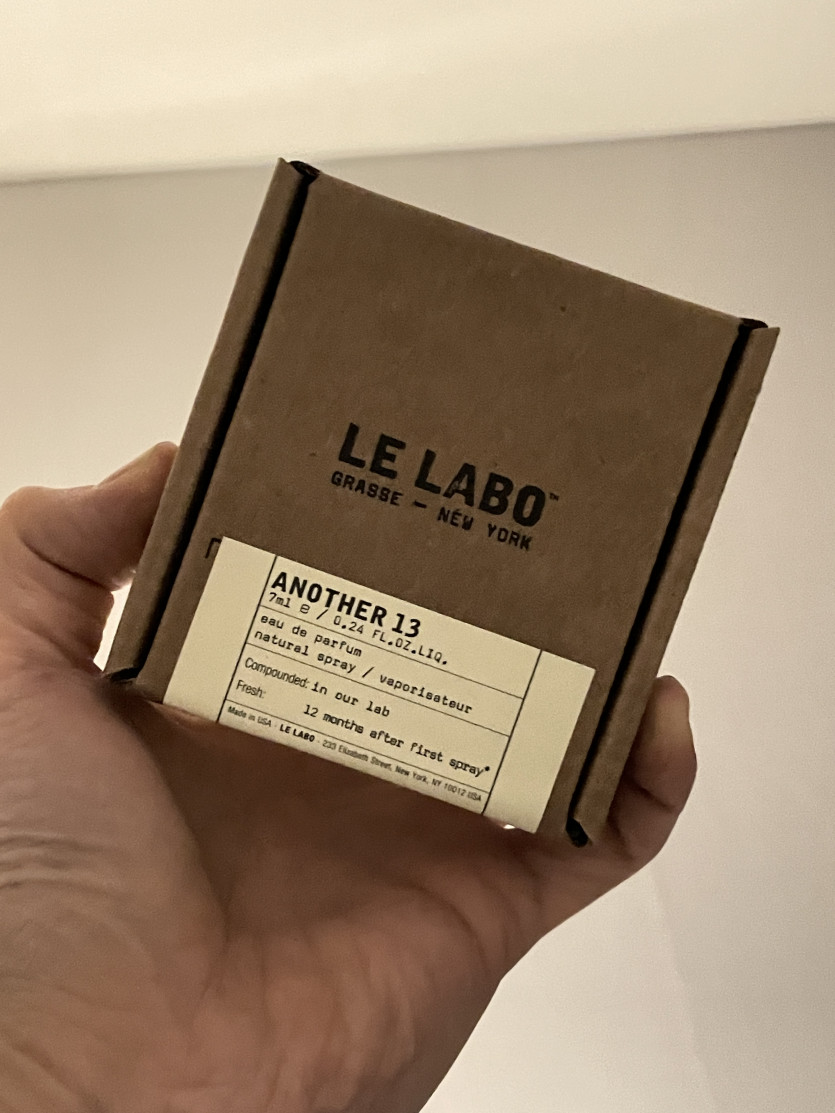 LE LABO™
GRASSE — NEW YORK
ANOTHER 13
7ml ℮ / 0.24 FL.OZ.LIQ.
eau de parfum
natural spray / vaporisateur
Compounded: in our lab
Fresh: 12 months after first spray*
Made in USA - LE LABO - 233 Elizabeth Street, New York, NY 10012 USA